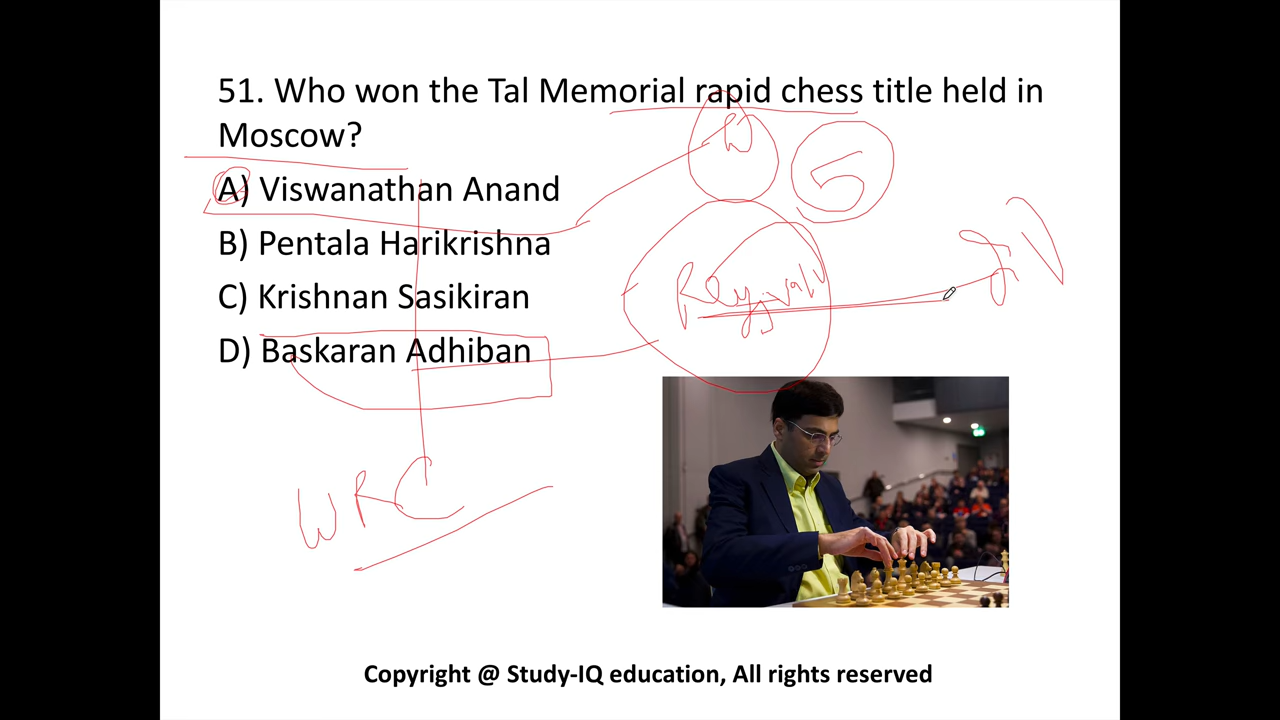 51. Who won the Tal Memorial rapid chess title held in
Moscow?
A) Viswanathan Anand
B) Pentala Harikrishna
C) Krishnan Sasikiran
D) Baskaran Adhiban
W
5
WRC
Copyright @ Study-IQ education, All rights reserved